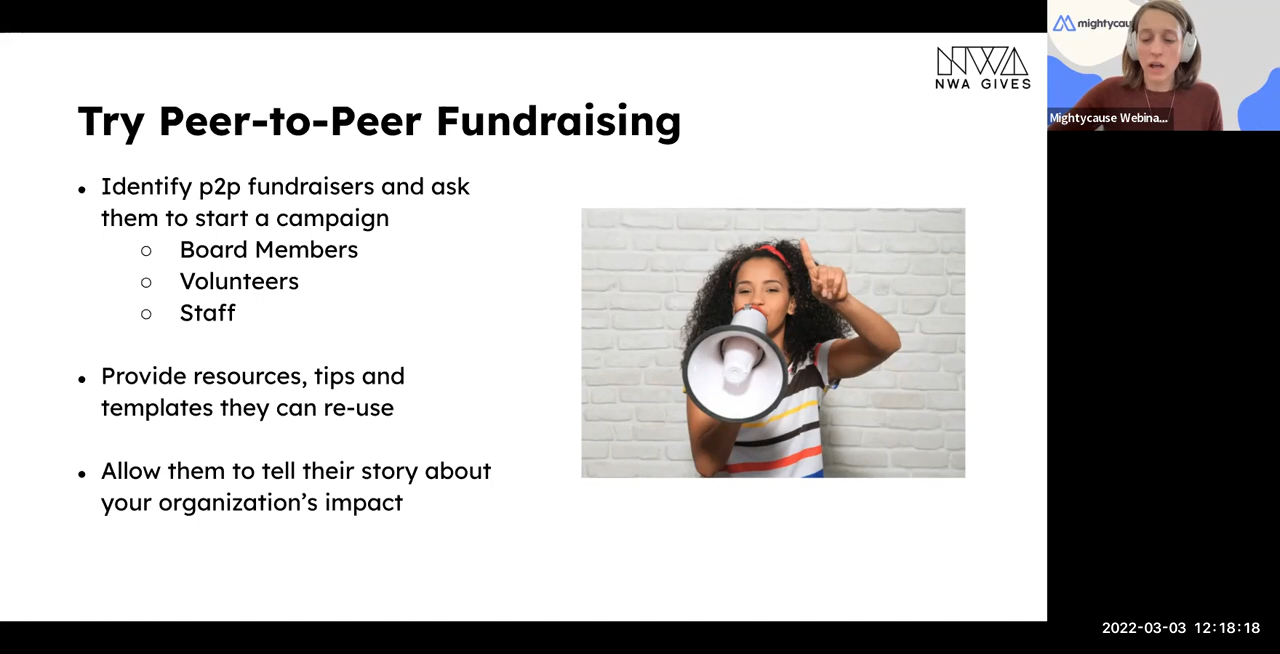 NWA GIVES
Try Peer-to-Peer Fundraising
• Identify p2p fundraisers and ask
them to start a campaign
○ Board Members
○ Volunteers
○ Staff
• Provide resources, tips and
templates they can re-use
• Allow them to tell their story about
your organization’s impact
mightycau
Mightycause Webina...
2022-03-03 12:18:18